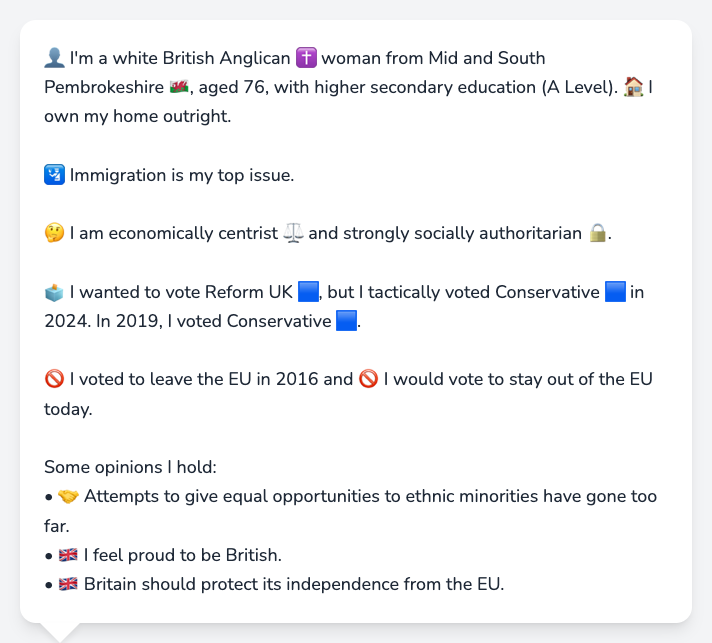 👤 I'm a white British Anglican ✝️ woman from Mid and South
Pembrokeshire 🏴󠁧󠁢󠁷󠁬󠁳󠁿, aged 76, with higher secondary education (A Level). 🏠 I
own my home outright.
🛂 Immigration is my top issue.
🤔 I am economically centrist ⚖️ and strongly socially authoritarian 🔒.
🗳️ I wanted to vote Reform UK 🟦, but I tactically voted Conservative 🟦 in
2024. In 2019, I voted Conservative 🟦.
🚫 I voted to leave the EU in 2016 and 🚫 I would vote to stay out of the EU
today.
Some opinions I hold:
• 🤝 Attempts to give equal opportunities to ethnic minorities have gone too
far.
• 🇬🇧 I feel proud to be British.
• 🇬🇧 Britain should protect its independence from the EU.